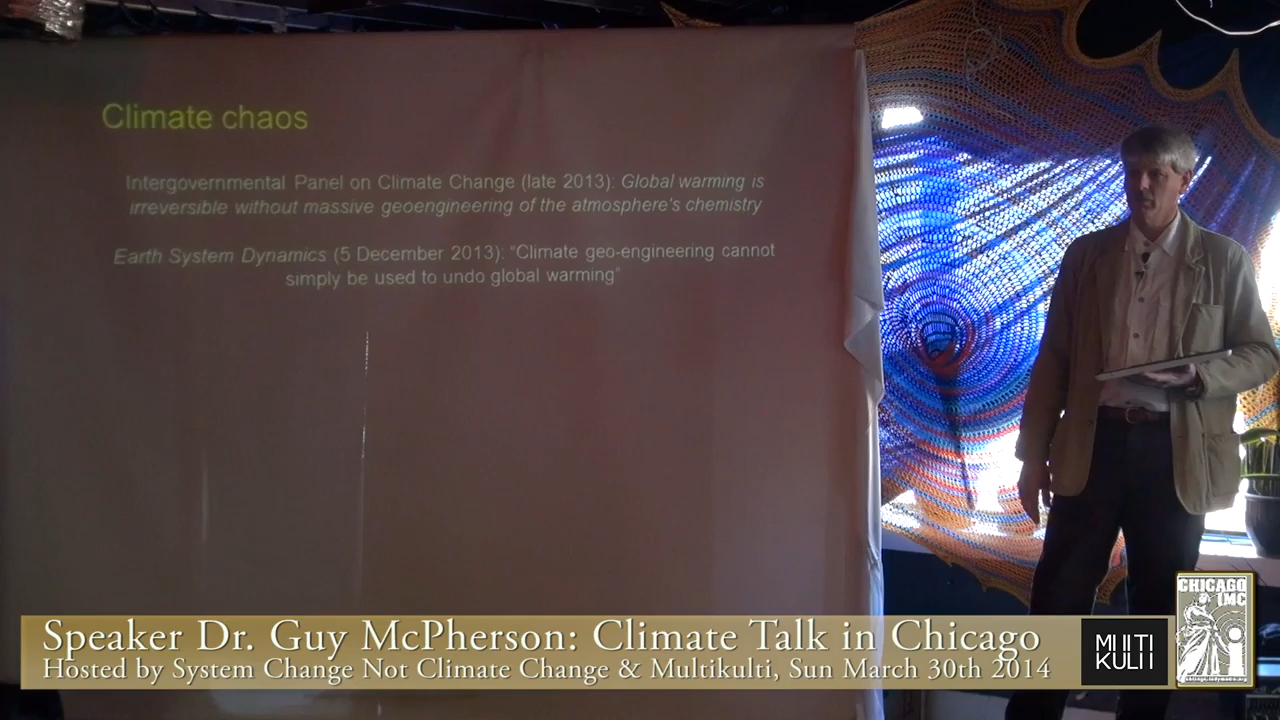 Climate chaos
Intergovernmental Panel on Climate Change (late 2013): Global warming is
irreversible without massive geoengineering of the atmosphere's chemistry
Earth System Dynamics (5 December 2013): "Climate geo-engineering cannot
simply be used to undo global warming"
Speaker Dr. Guy McPherson: Climate Talk in Chicago
Hosted by System Change Not Climate Change & Multikulti, Sun March 30th 2014
MUlTI
KULTI
CHICAGO
IMC